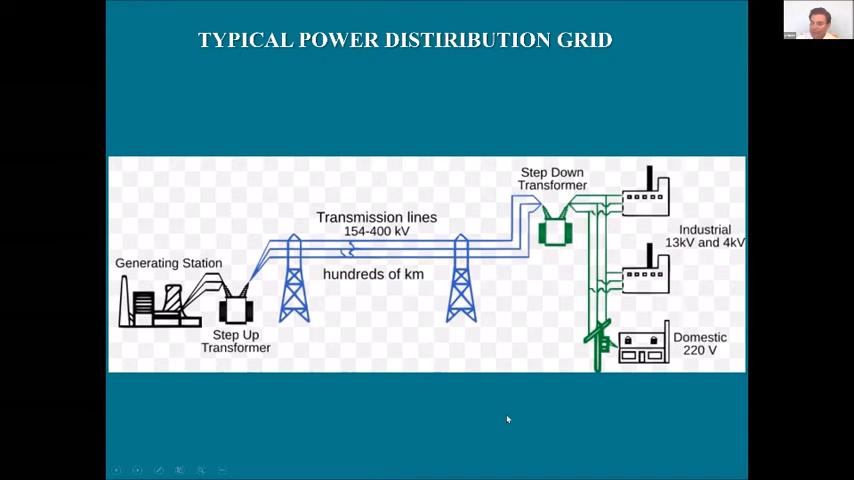 TYPICAL POWER DISTIRIBUTION GRID
Step Down
Transformer
Transmission lines
154-400 kV
Industrial
13kV and 4kV
Generating Station
hundreds of km
Step Up
Transformer
Domestic
220 V